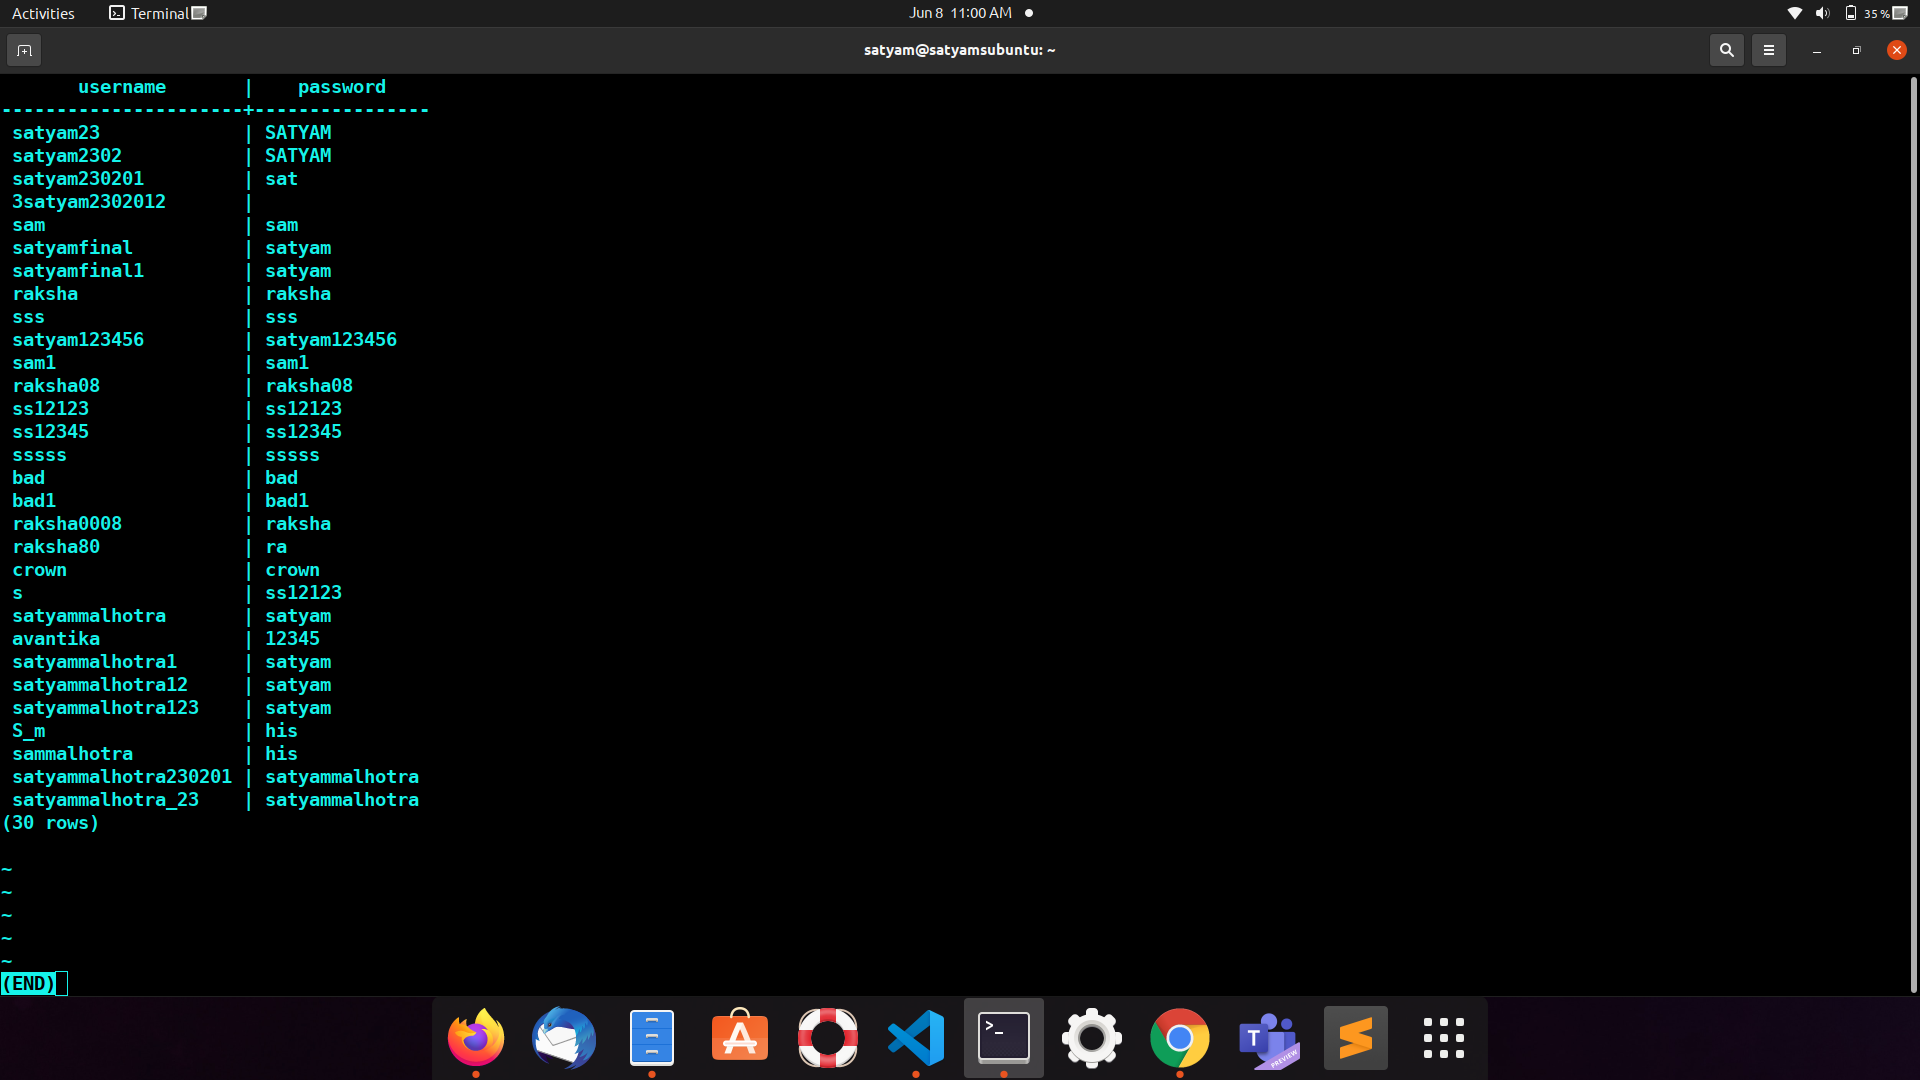 Activities Terminal Jun 8 11:00 AM 35 %
satyam@satyamsubuntu: ~
username | password
----------------------+----------------
satyam23 | SATYAM
satyam2302 | SATYAM
satyam230201 | sat
3satyam2302012 |
sam | sam
satyamfinal | satyam
satyamfinal1 | satyam
raksha | raksha
sss | sss
satyam123456 | satyam123456
sam1 | sam1
raksha08 | raksha08
ss12123 | ss12123
ss12345 | ss12345
sssss | sssss
bad | bad
bad1 | bad1
raksha0008 | raksha
raksha80 | ra
crown | crown
s | ss12123
satyammalhotra | satyam
avantika | 12345
satyammalhotra1 | satyam
satyammalhotra12 | satyam
satyammalhotra123 | satyam
S_m | his
sammalhotra | his
satyammalhotra230201 | satyammalhotra
satyammalhotra_23 | satyammalhotra
(30 rows)
~
~
~
~
~
(END)
T PREVIEW